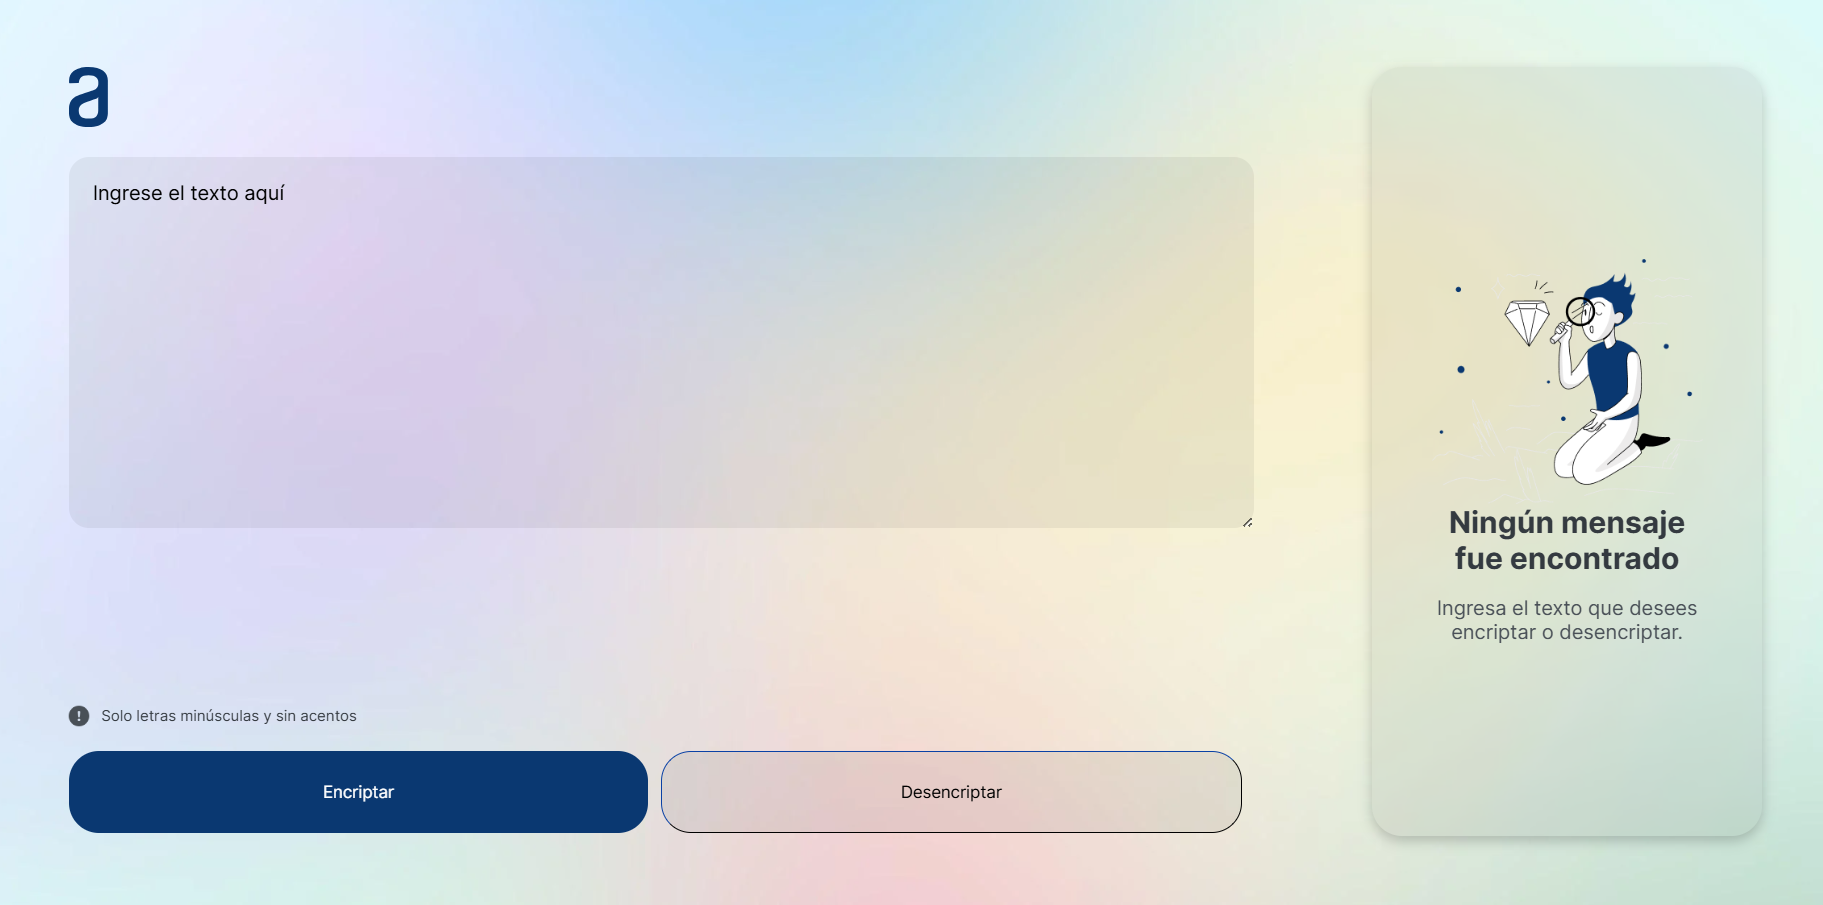 a
Ingrese el texto aquí
Ningún mensaje
fue encontrado
Ingresa el texto que desees
encriptar o desencriptar.
! Solo letras minúsculas y sin acentos
Encriptar
Desencriptar